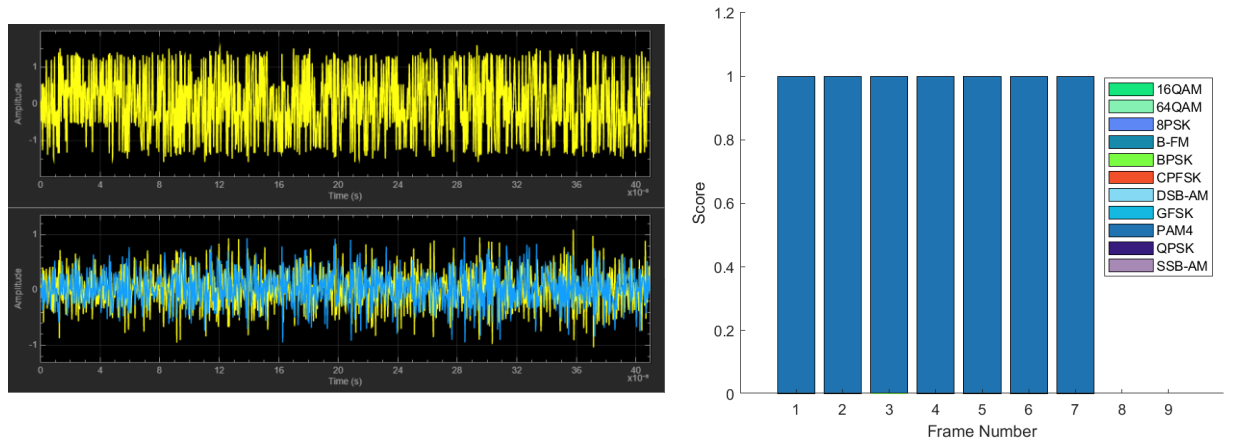 Amplitude
1
0
-1
0 4 8 12 16 20 24 28 32 36 40
x10⁻⁶
Time (s)
Amplitude
1
0
-1
0 4 8 12 16 20 24 28 32 36 40
x10⁻⁶
Time (s)
1.2
1
0.8
0.6
0.4
0.2
0
Score
1 2 3 4 5 6 7 8 9
Frame Number
16QAM
64QAM
8PSK
B-FM
BPSK
CPFSK
DSB-AM
GFSK
PAM4
QPSK
SSB-AM